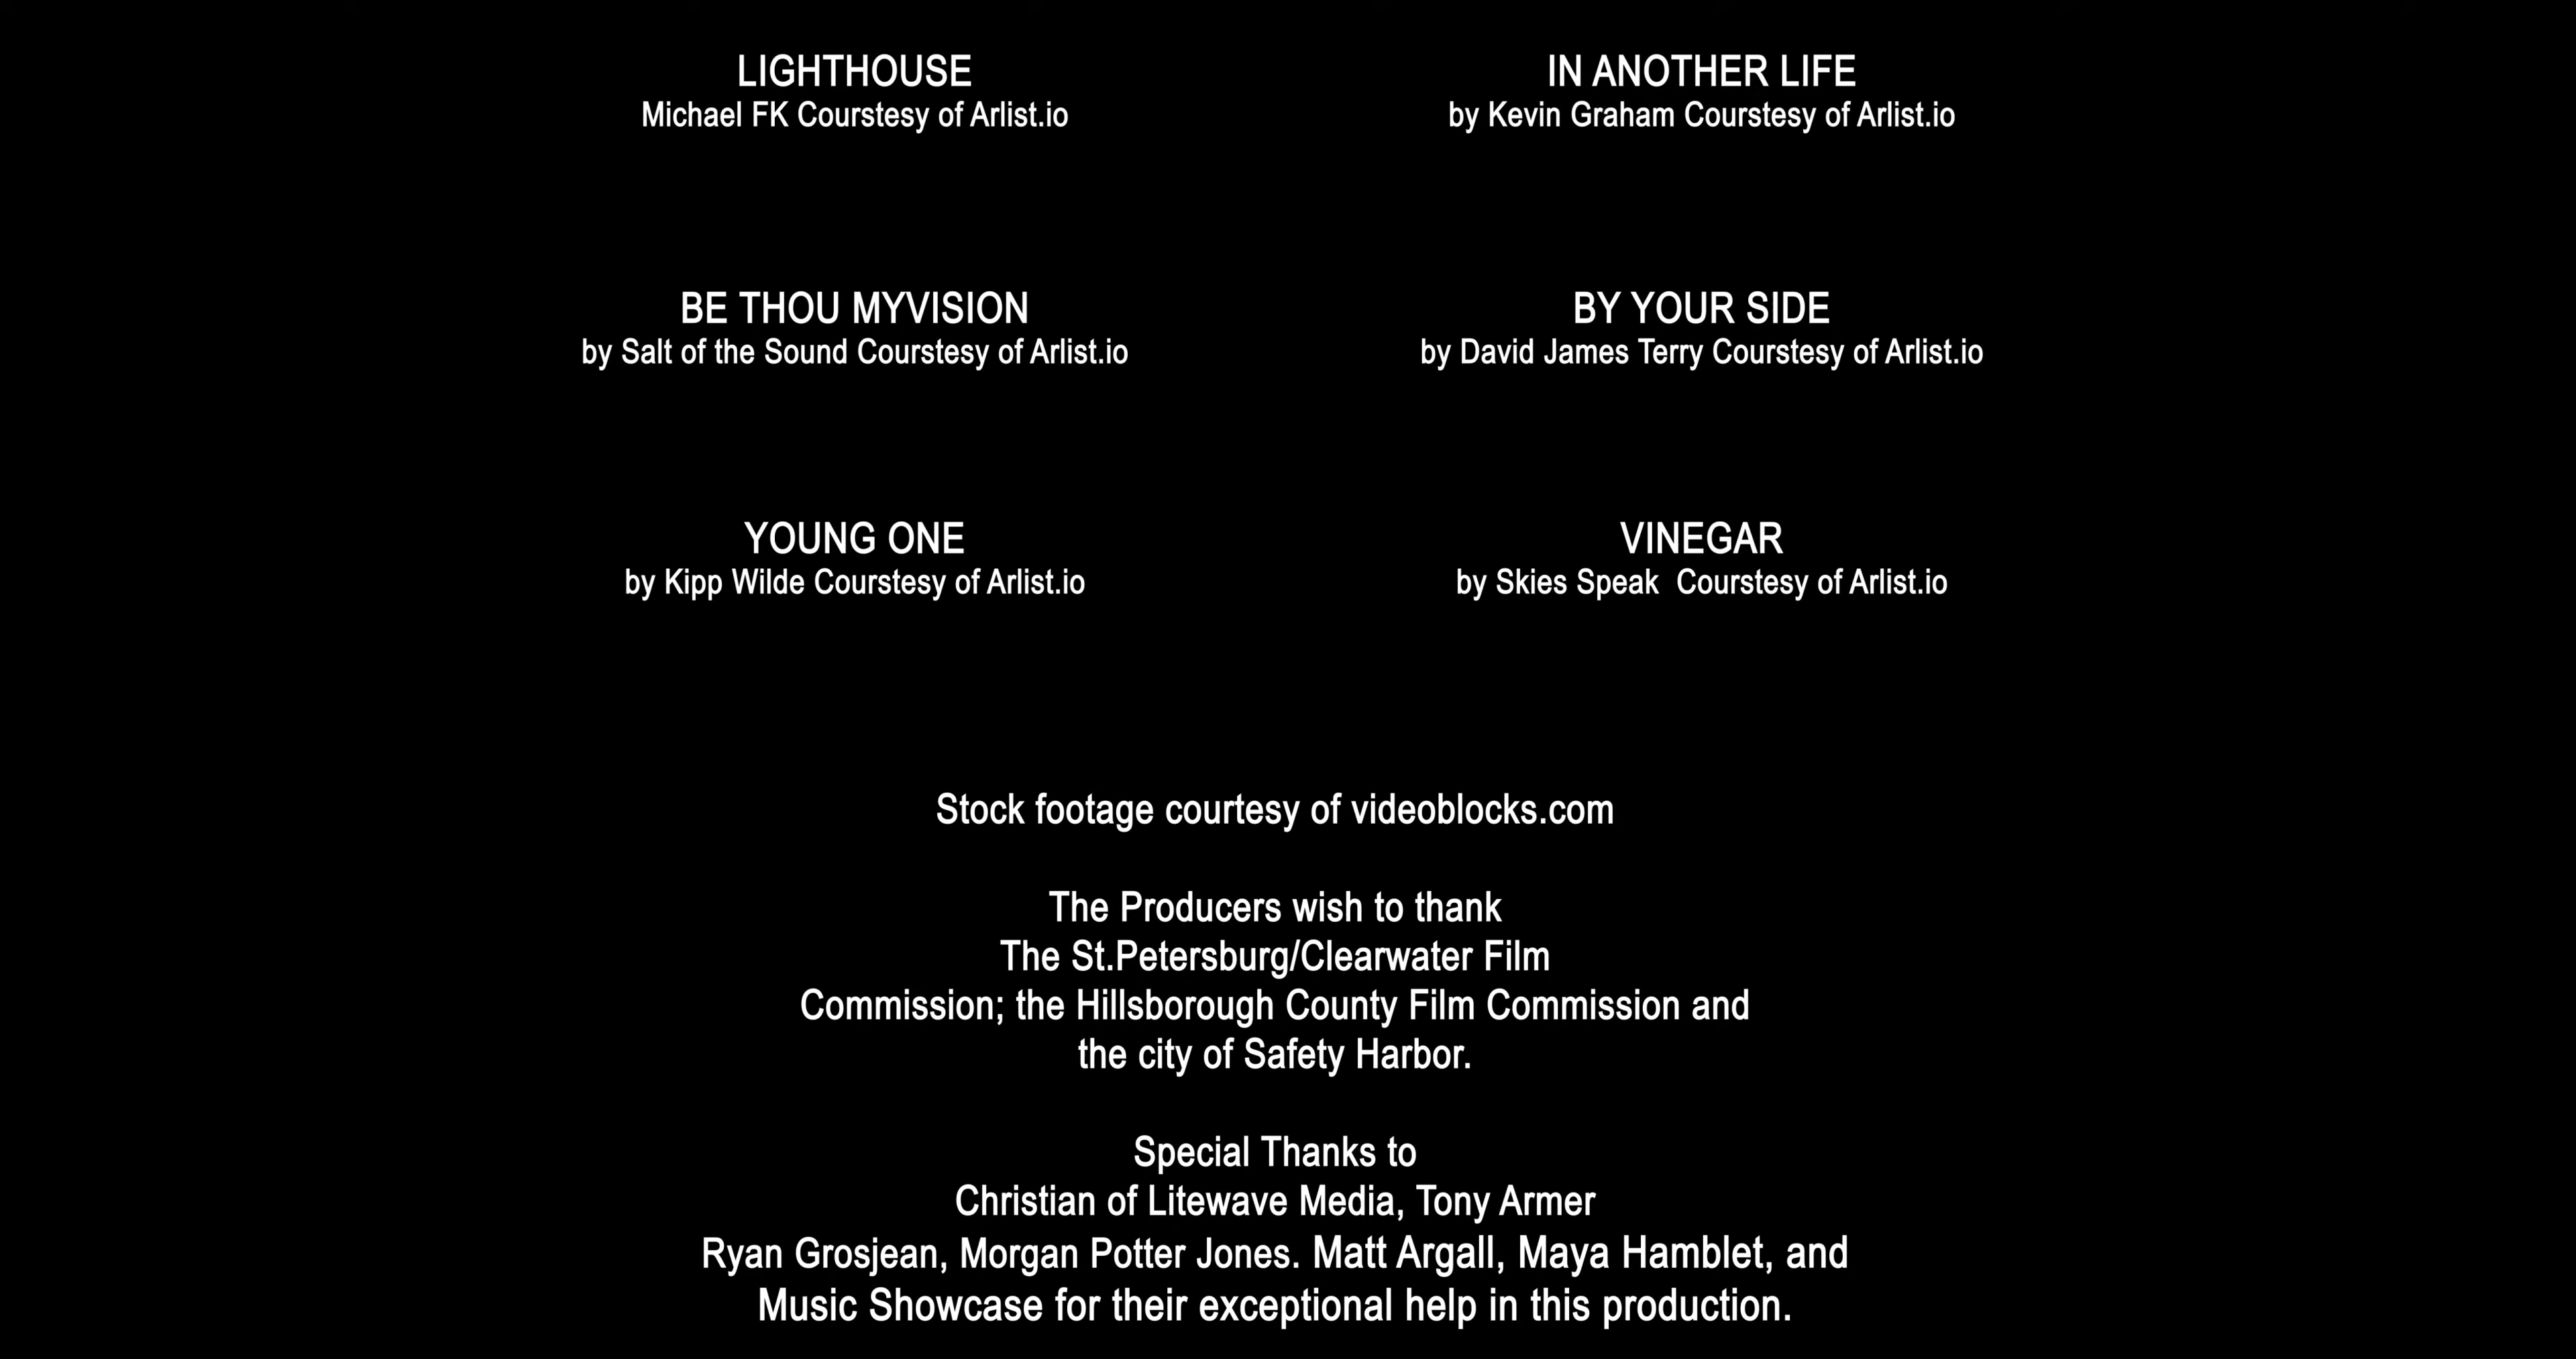 LIGHTHOUSE
Michael FK Courstesy of Arlist.io
IN ANOTHER LIFE
by Kevin Graham Courstesy of Arlist.io
BE THOU MYVISION
by Salt of the Sound Courstesy of Arlist.io
BY YOUR SIDE
by David James Terry Courstesy of Arlist.io
YOUNG ONE
by Kipp Wilde Courstesy of Arlist.io
VINEGAR
by Skies Speak  Courstesy of Arlist.io
Stock footage courtesy of videoblocks.com
The Producers wish to thank
The St.Petersburg/Clearwater Film
Commission; the Hillsborough County Film Commission and
the city of Safety Harbor.
Special Thanks to
Christian of Litewave Media, Tony Armer
Ryan Grosjean, Morgan Potter Jones. Matt Argall, Maya Hamblet, and
Music Showcase for their exceptional help in this production.